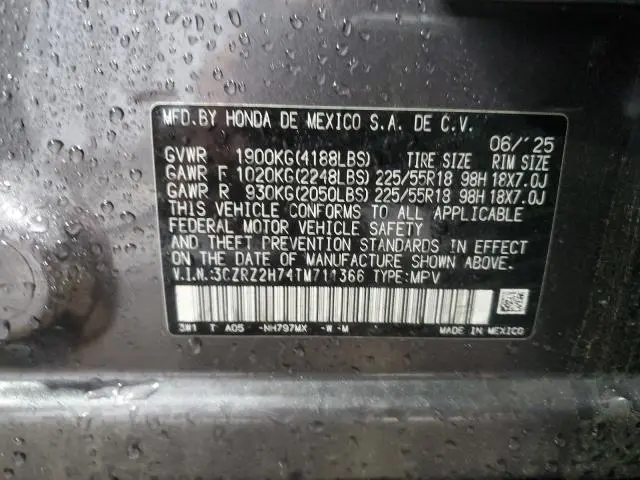 MFD.BY HONDA DE MEXICO S.A. DE C.V.
06/'25
GVWR 1900KG(4188LBS) TIRE SIZE RIM SIZE
GAWR F 1020KG(2248LBS) 225/55R18 98H 18X7.0J
GAWR R 930KG(2050LBS) 225/55R18 98H 18X7.0J
THIS VEHICLE CONFORMS TO ALL APPLICABLE
FEDERAL MOTOR VEHICLE SAFETY
AND THEFT PREVENTION STANDARDS IN EFFECT
ON THE DATE OF MANUFACTURE SHOWN ABOVE.
V.I.N.:3CZRZ2H74TM711366 TYPE:MPV
3W1 T A05 -NH797MX -W-M MADE IN MEXICO